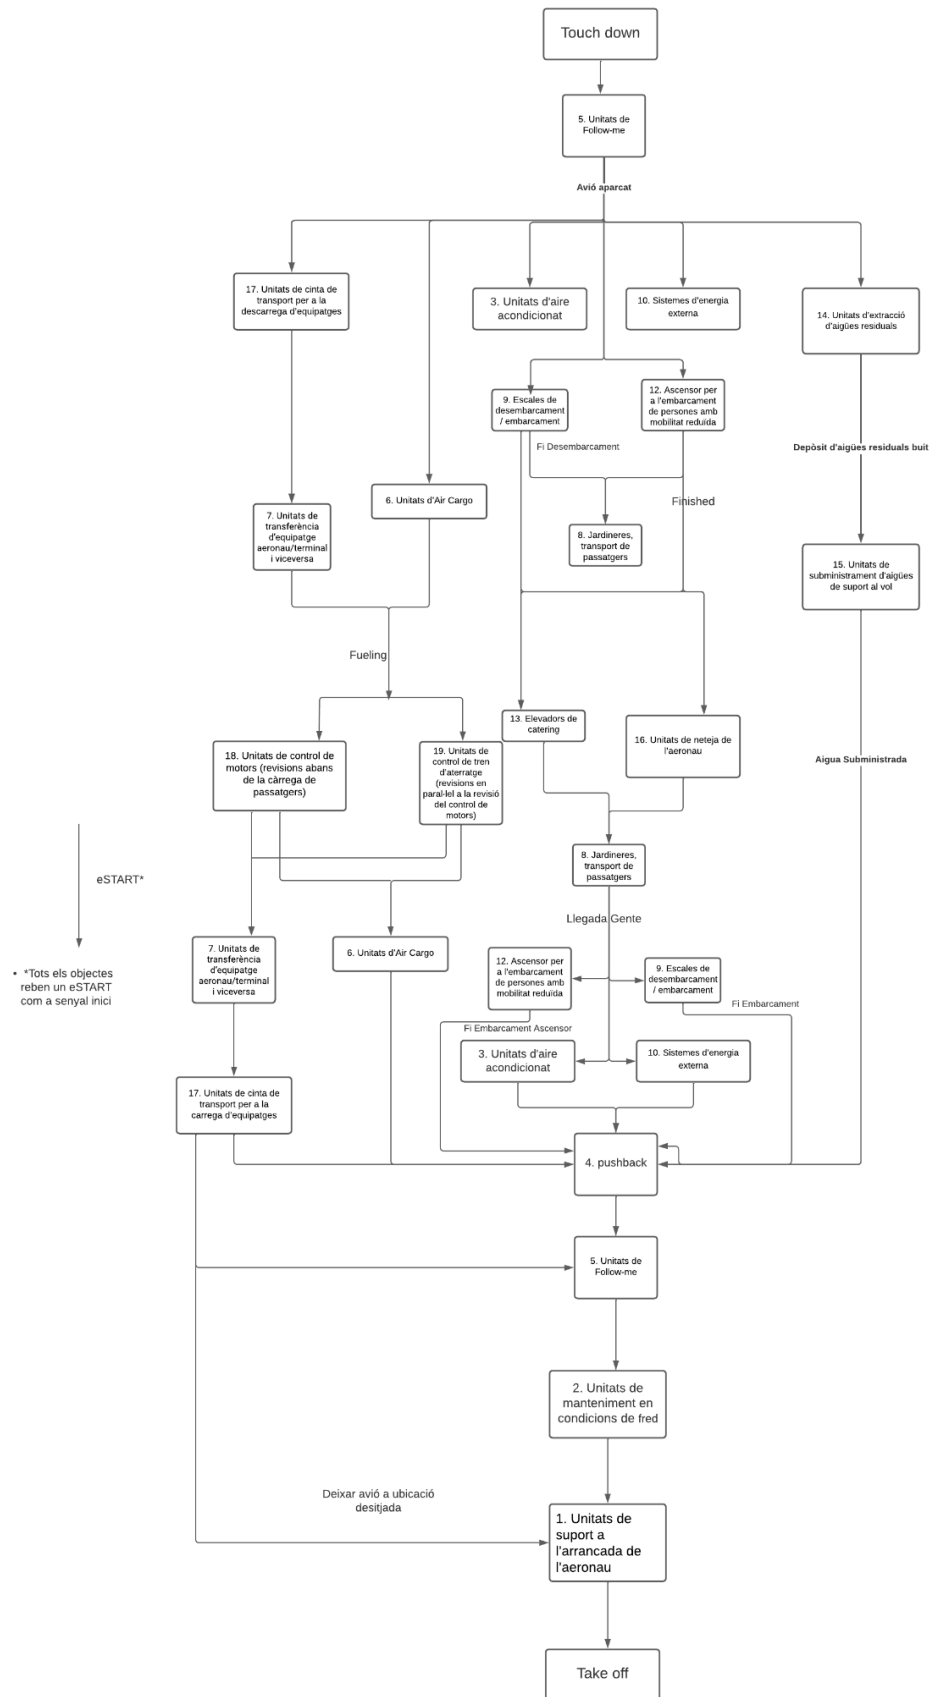 Touch down
5. Unitats de
Follow-me
Avió aparcat
17. Unitats de cinta de
transport per a la
descarrega d'equipatges
3. Unitats d'aire
acondicionat
10. Sistemes d'energia
externa
14. Unitats d'extracció
d'aigües residuals
9. Escales de
desembarcament
/ embarcament
12. Ascensor per
a l'embarcament
de persones amb
mobilitat reduïda
Fi Desembarcament
Depòsit d'aigües residuals buit
6. Unitats d'Air Cargo
Finished
7. Unitats de
transferència
d'equipatge
aeronau/terminal
i viceversa
8. Jardineres,
transport de
passatgers
15. Unitats de
subministrament d'aigües
de suport al vol
Fueling
13. Elevadors de
catering
16. Unitats de neteja de
l'aeronau
18. Unitats de control de
motors (revisions abans
de la càrrega de
passatgers)
19. Unitats de
control de tren
d'aterratge
(revisions en
paral·lel a la revisió
del control de
motors)
Aigua Subministrada
8. Jardineres,
transport de
passatgers
eSTART*
Llegada Gente
7. Unitats de
transferència
d'equipatge
aeronau/terminal
i viceversa
6. Unitats d'Air Cargo
12. Ascensor per
a l'embarcament
de persones amb
mobilitat reduïda
9. Escales de
desembarcament
/ embarcament
• *Tots els objectes
reben un eSTART
com a senyal inici
Fi Embarcament
Fi Embarcament Ascensor
3. Unitats d'aire
acondicionat
10. Sistemes d'energia
externa
17. Unitats de cinta de
transport per a la
carrega d'equipatges
4. pushback
5. Unitats de
Follow-me
2. Unitats de
manteniment en
condicions de fred
Deixar avió a ubicació
desitjada
1. Unitats de
suport a
l'arrancada de
l'aeronau
Take off